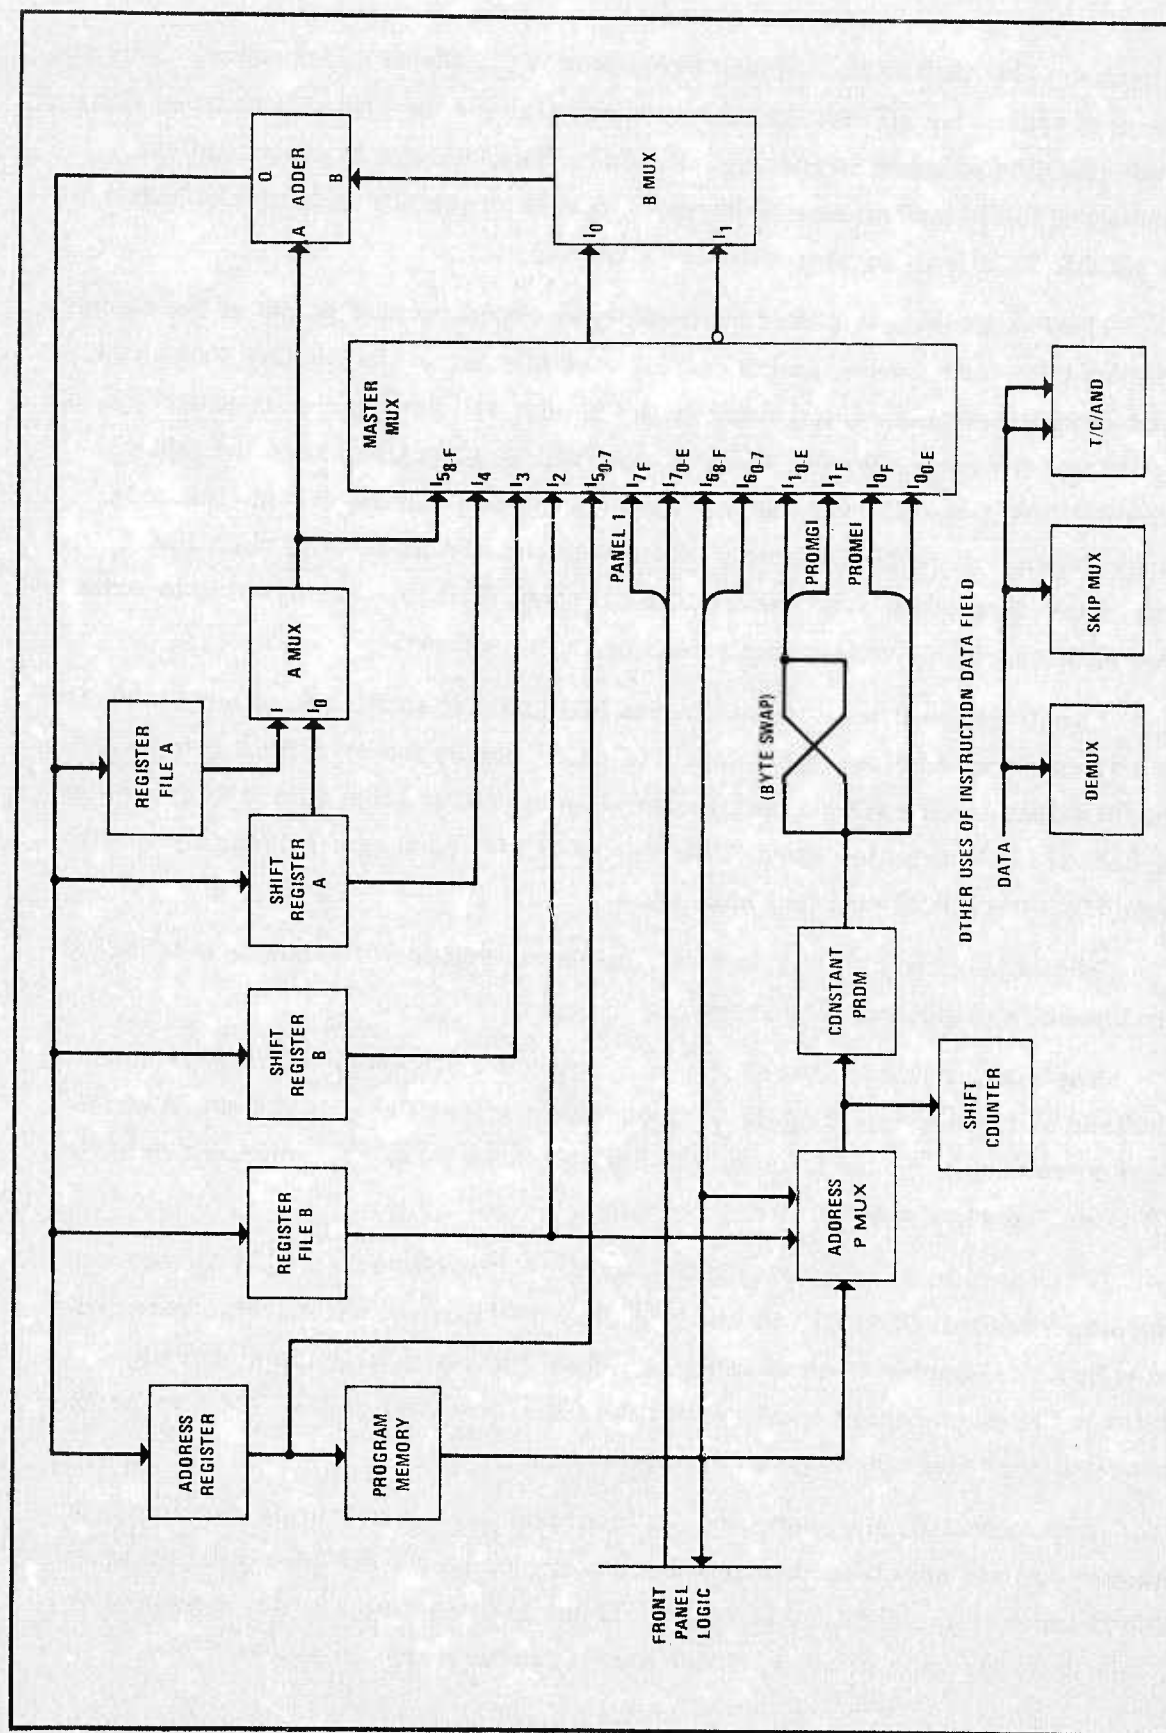 ADDRESS
REGISTER
PROGRAM
MEMORY
REGISTER
FILE B
SHIFT
REGISTER
B
SHIFT
REGISTER
A
REGISTER
FILE A
A MUX
I
I0
Q
A ADDER
B
B MUX
I0
I1
MASTER
MUX
I5 8-F
I4
I3
I2
I5 0-7
I7 F
I7 0-E
I6 8-F
I6 0-7
I1 0-E
I1 F
I0 F
I0 0-E
PANEL 1
PROMGI
PROMEI
(BYTE SWAP)
FRONT
PANEL
LOGIC
ADDRESS
P MUX
CONSTANT
PROM
SHIFT
COUNTER
OTHER USES OF INSTRUCTION DATA FIELD
DATA
DEMUX
SKIP MUX
T/C/AND